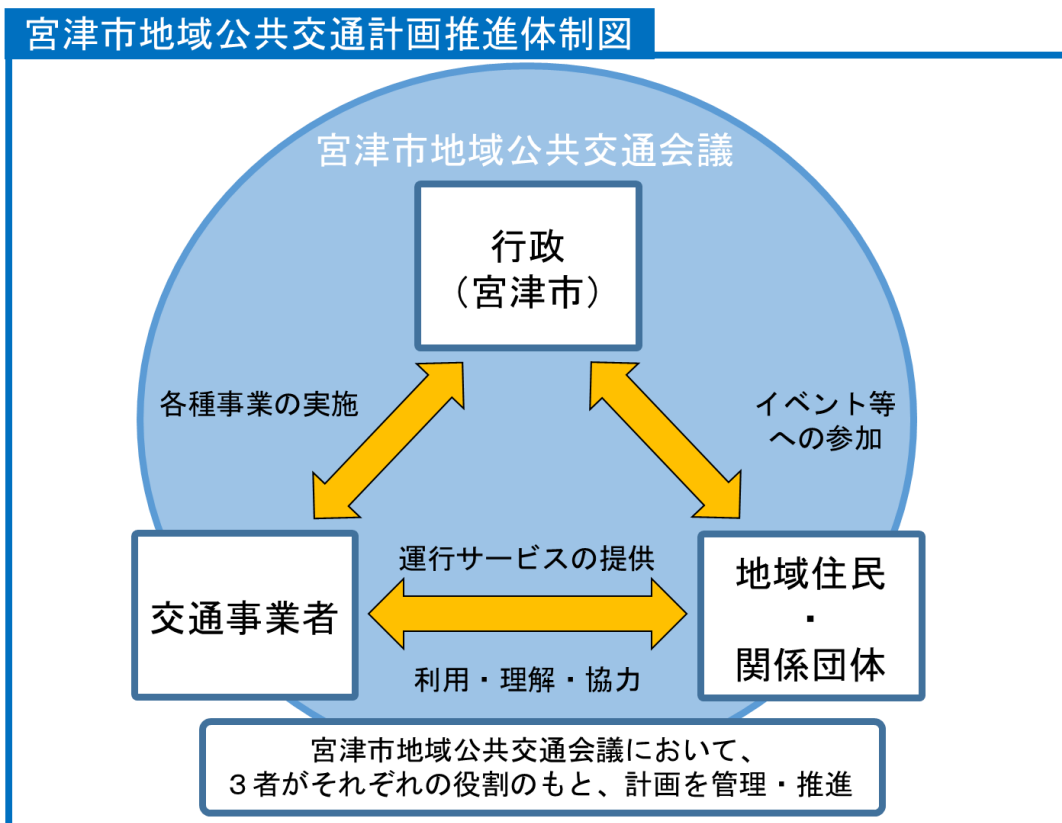 宮津市地域公共交通計画推進体制図
宮津市地域公共交通会議
行政
（宮津市）
各種事業の実施
イベント等
への参加
運行サービスの提供
交通事業者
地域住民
・
関係団体
利用・理解・協力
宮津市地域公共交通会議において、
３者がそれぞれの役割のもと、計画を管理・推進